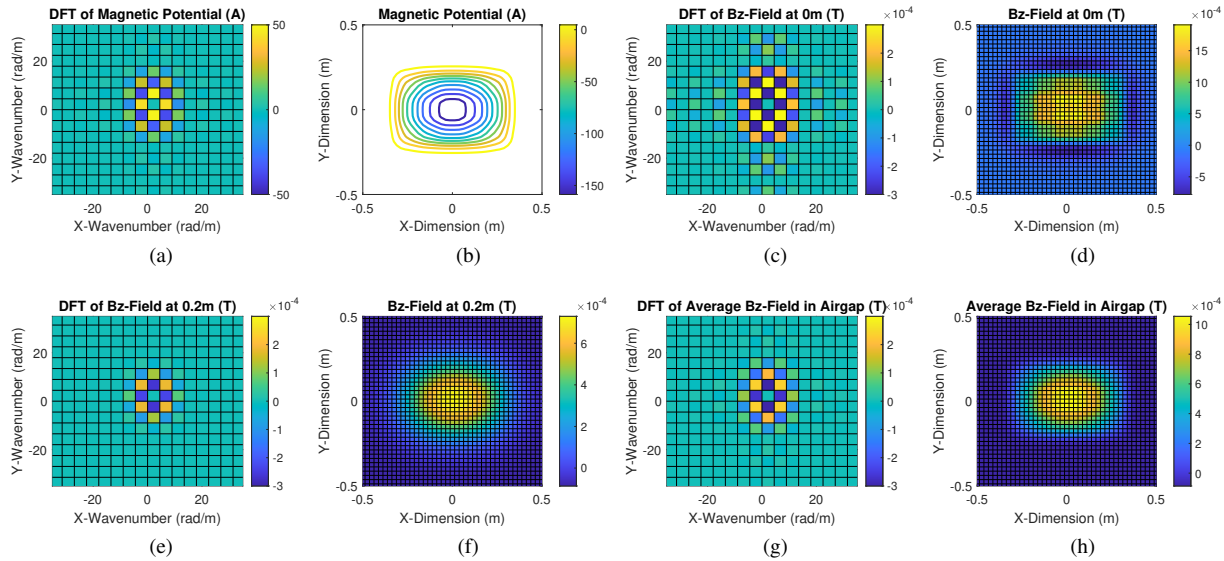 DFT of Magnetic Potential (A)
50
0
-50
20
0
-20
Y-Wavenumber (rad/m)
-20 0 20
X-Wavenumber (rad/m)
(a)
Magnetic Potential (A)
0
-50
-100
-150
0.5
0
-0.5
Y-Dimension (m)
-0.5 0 0.5
X-Dimension (m)
(b)
DFT of Bz-Field at 0m (T)
×10-4
3
2
1
0
-1
-2
-3
20
0
-20
Y-Wavenumber (rad/m)
-20 0 20
X-Wavenumber (rad/m)
(c)
Bz-Field at 0m (T)
×10-4
15
10
5
0
-5
0.5
0
-0.5
Y-Dimension (m)
-0.5 0 0.5
X-Dimension (m)
(d)
DFT of Bz-Field at 0.2m (T)
×10-4
2
1
0
-1
-2
-3
20
0
-20
Y-Wavenumber (rad/m)
-20 0 20
X-Wavenumber (rad/m)
(e)
Bz-Field at 0.2m (T)
×10-4
8
6
4
2
0
0.5
0
-0.5
Y-Dimension (m)
-0.5 0 0.5
X-Dimension (m)
(f)
DFT of Average Bz-Field in Airgap (T)
×10-4
3
2
1
0
-1
-2
-3
20
0
-20
Y-Wavenumber (rad/m)
-20 0 20
X-Wavenumber (rad/m)
(g)
Average Bz-Field in Airgap (T)
×10-4
10
8
6
4
2
0
0.5
0
-0.5
Y-Dimension (m)
-0.5 0 0.5
X-Dimension (m)
(h)